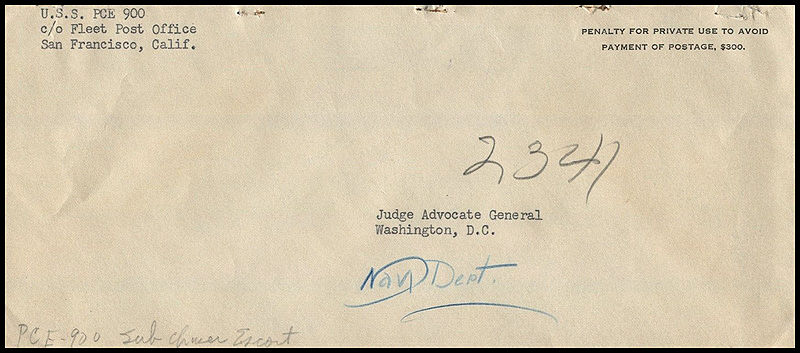 U.S.S. PCE 900
c/o Fleet Post Office
San Francisco, Calif.
PENALTY FOR PRIVATE USE TO AVOID
PAYMENT OF POSTAGE, $300.
2341
Judge Advocate General
Washington, D.C.
Navy Dept.
PCE-900 Sub chaser Escort